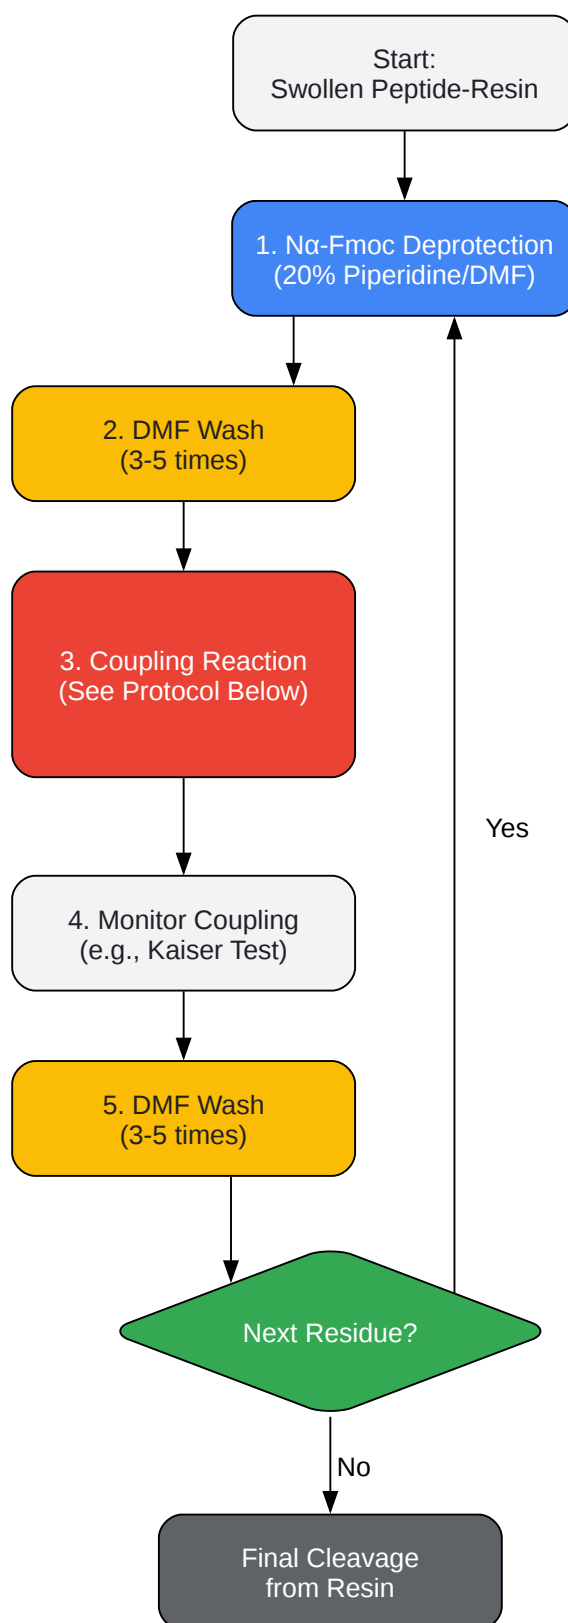 Start:
Swollen Peptide-Resin
1. Nα-Fmoc Deprotection
(20% Piperidine/DMF)
2. DMF Wash
(3-5 times)
3. Coupling Reaction
(See Protocol Below)
Yes
4. Monitor Coupling
(e.g., Kaiser Test)
5. DMF Wash
(3-5 times)
Next Residue?
No
Final Cleavage
from Resin